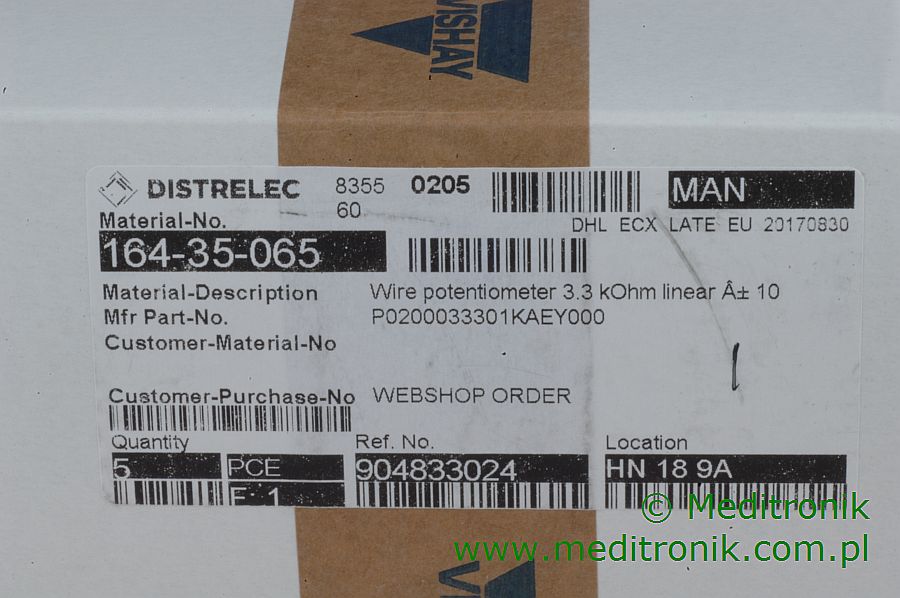 VISHAY
DISTRELEC 8355 0205 MAN
60
Material-No. DHL ECX LATE EU 20170830
164-35-065
Material-Description Wire potentiometer 3.3 kOhm linear Â± 10
Mfr Part-No. P0200033301KAEY000
Customer-Material-No
Customer-Purchase-No WEBSHOP ORDER
Quantity Ref. No. Location
5 PCE 904833024 HN 18 9A
F 1
© Meditronik
www.meditronik.com.pl